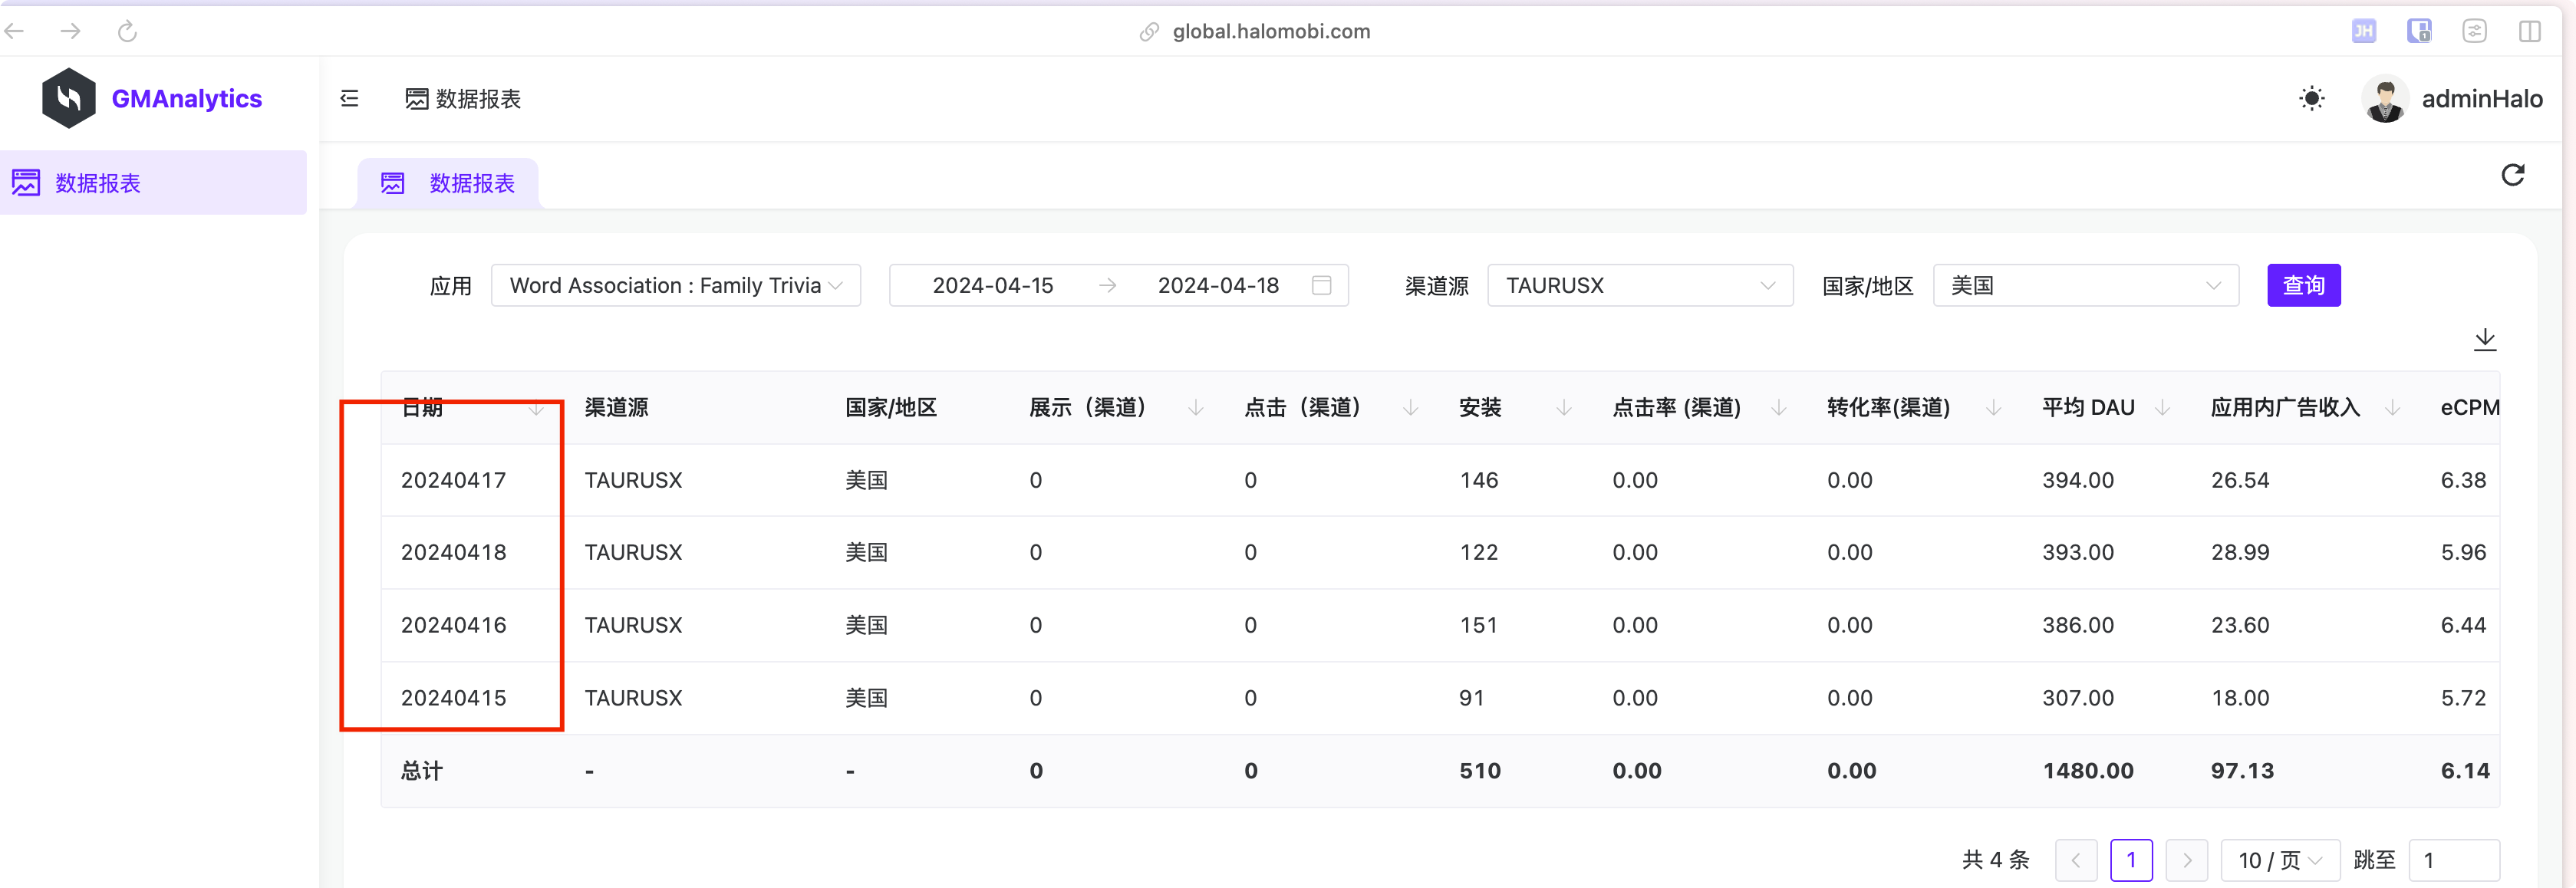 global.halomobi.com
JH
1
GMAnalytics
数据报表
adminHalo
数据报表
数据报表
应用 Word Association : Family Trivia 2024-04-15 → 2024-04-18 渠道源 TAURUSX 国家/地区 美国 查询
日期 渠道源 国家/地区 展示（渠道） 点击（渠道） 安装 点击率 (渠道) 转化率(渠道) 平均 DAU 应用内广告收入 eCPM
20240417 TAURUSX 美国 0 0 146 0.00 0.00 394.00 26.54 6.38
20240418 TAURUSX 美国 0 0 122 0.00 0.00 393.00 28.99 5.96
20240416 TAURUSX 美国 0 0 151 0.00 0.00 386.00 23.60 6.44
20240415 TAURUSX 美国 0 0 91 0.00 0.00 307.00 18.00 5.72
总计 - - 0 0 510 0.00 0.00 1480.00 97.13 6.14
共 4 条 1 10 / 页 跳至 1